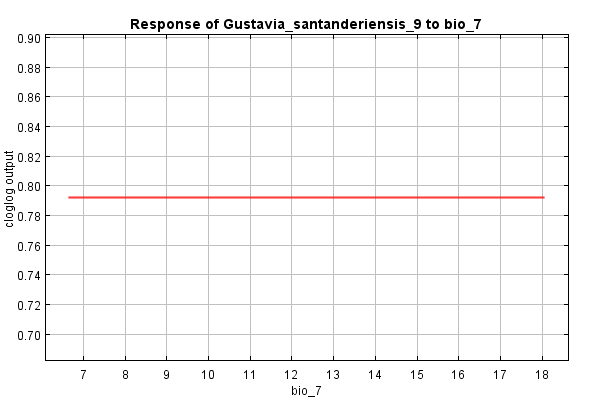 Response of Gustavia_santanderiensis_9 to bio_7
0.90
0.88
0.86
0.84
0.82
0.80
0.78
0.76
0.74
0.72
0.70
cloglog output
7 8 9 10 11 12 13 14 15 16 17 18
bio_7